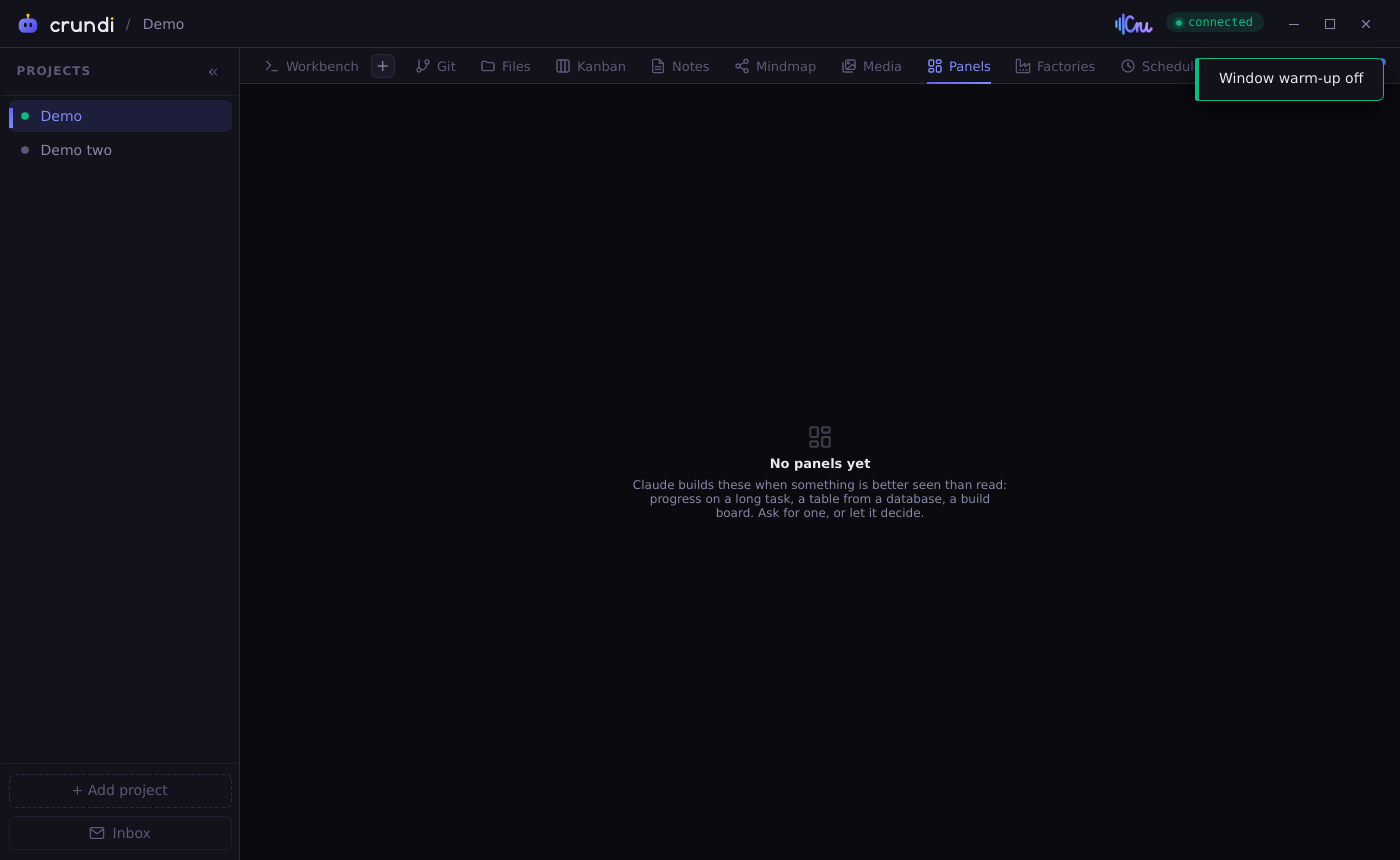 crundi / Demo
Cru
connected
PROJECTS
Workbench
Git
Files
Kanban
Notes
Mindmap
Media
Panels
Factories
Schedul
Window warm-up off
Demo
Demo two
No panels yet
Claude builds these when something is better seen than read:
progress on a long task, a table from a database, a build
board. Ask for one, or let it decide.
+ Add project
Inbox